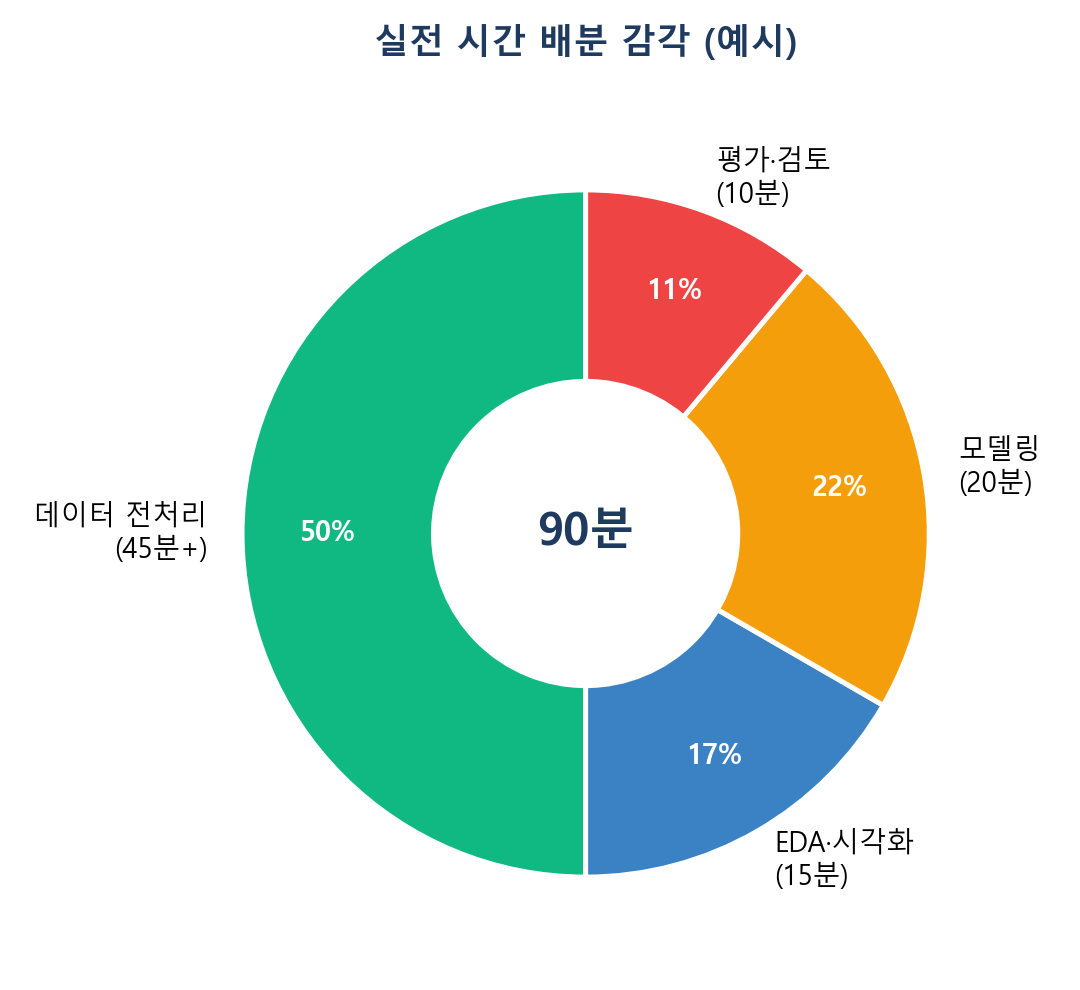 실전 시간 배분 감각 (예시)
평가·검토
(10분)
11%
모델링
(20분)
22%
데이터 전처리
(45분+)
50%
90분
17%
EDA·시각화
(15분)